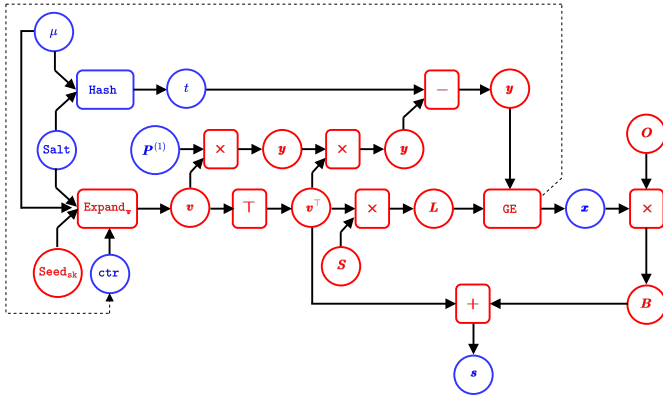 μ
Hash
t
−
y
P(1)
×
y
×
y
O
Salt
Expandv
v
⊤
v⊤
×
L
GE
x
×
Seedsk
ctr
S
+
B
s